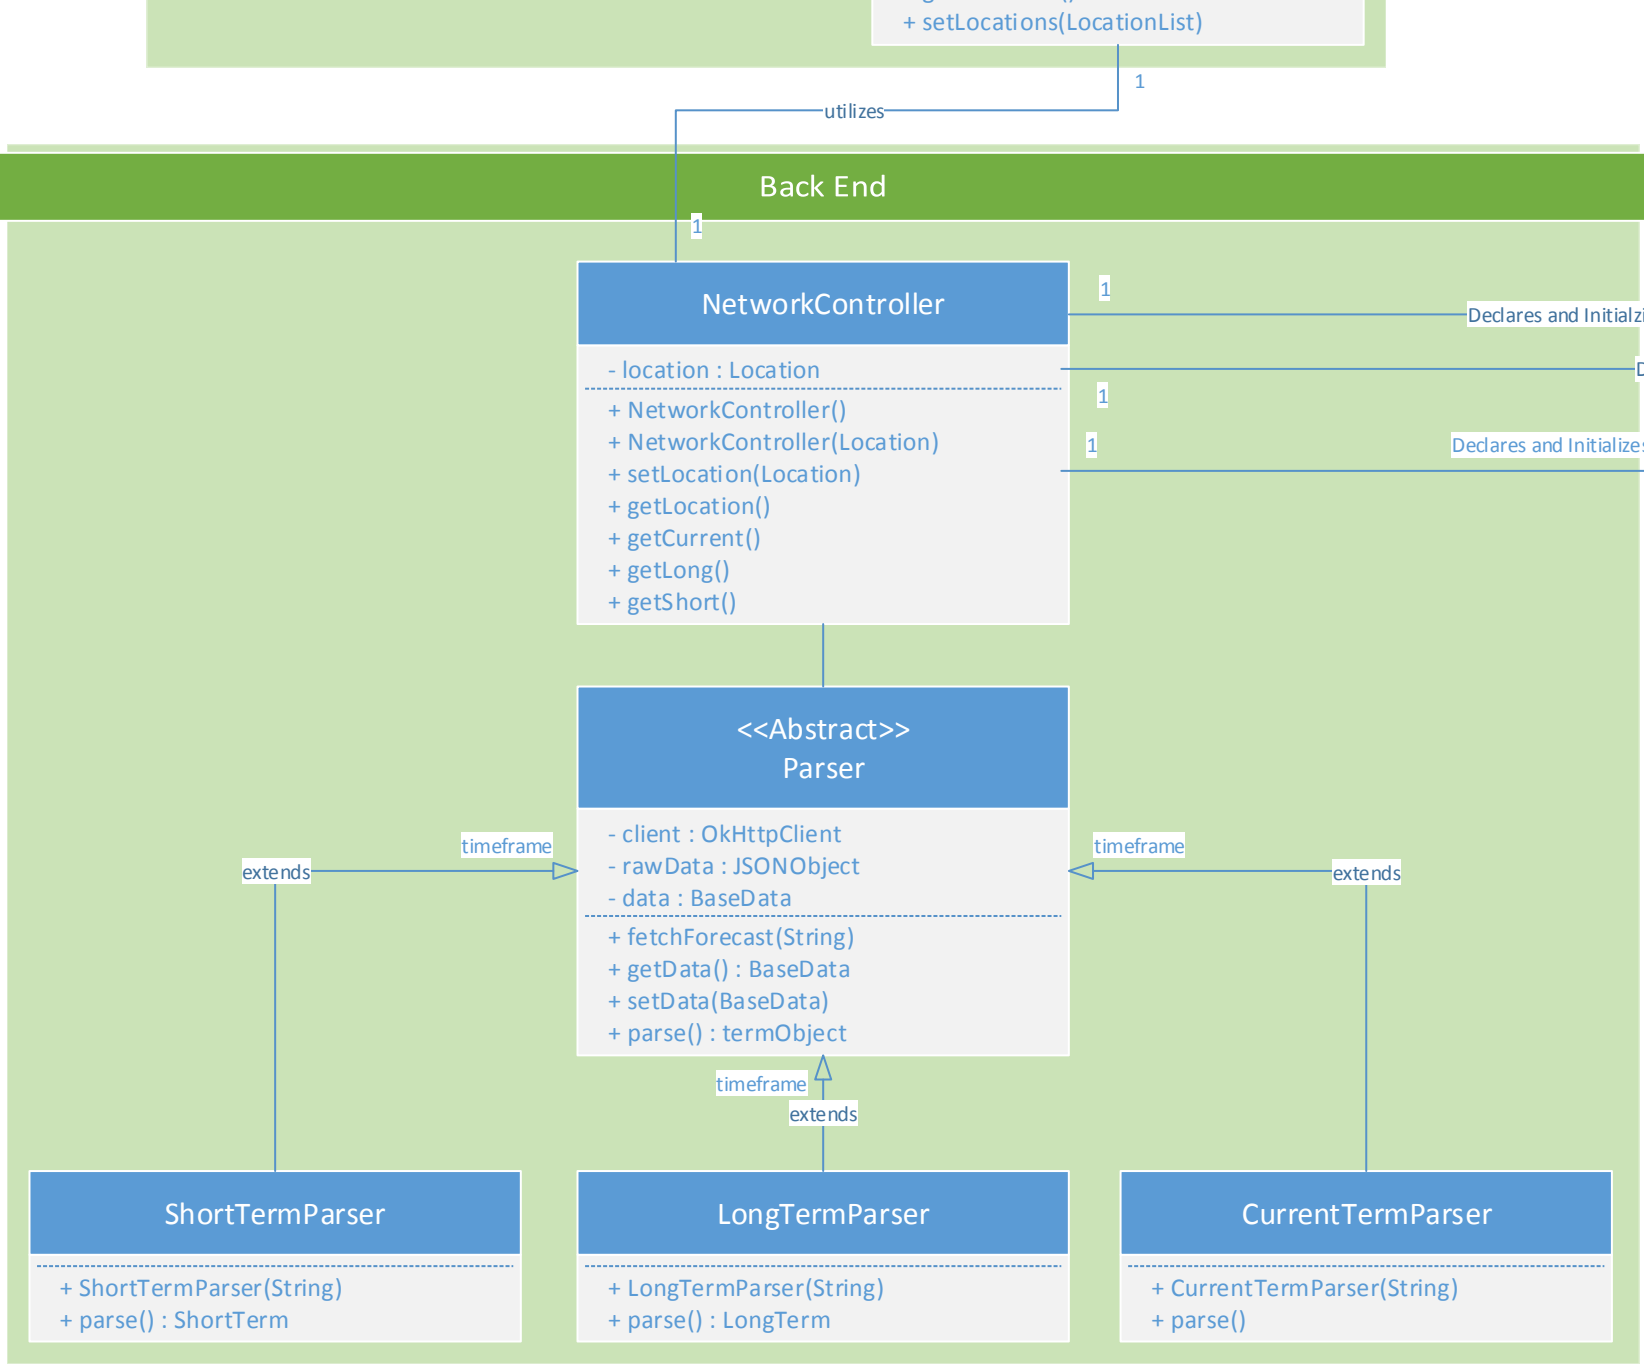 + setLocations(LocationList)
1
utilizes
Back End
1
NetworkController
1
Declares and
- location : Location
1
+ NetworkController()
+ NetworkController(Location)
1
Declares and Initializes
+ setLocation(Location)
+ getLocation()
+ getCurrent()
+ getLong()
+ getShort()
<<Abstract>>
Parser
- client : OkHttpClient
- rawData : JSONObject
- data : BaseData
+ fetchForecast(String)
+ getData() : BaseData
+ setData(BaseData)
+ parse() : termObject
timeframe
extends
timeframe
extends
timeframe
extends
ShortTermParser
+ ShortTermParser(String)
+ parse() : ShortTerm
LongTermParser
+ LongTermParser(String)
+ parse() : LongTerm
CurrentTermParser
+ CurrentTermParser(String)
+ parse()